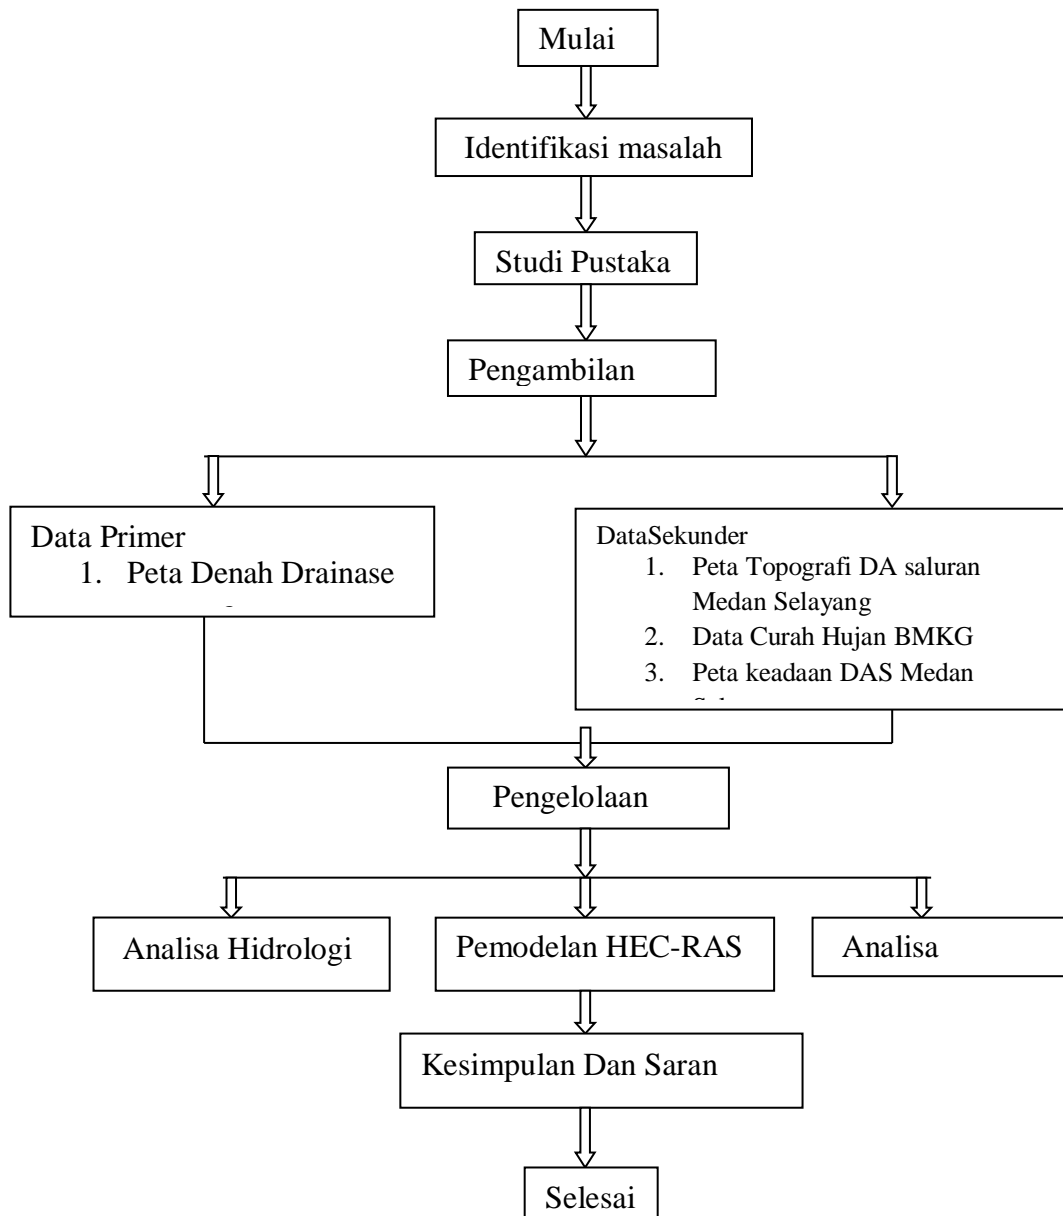 Mulai
Identifikasi masalah
Studi Pustaka
Pengambilan
Data Primer
1. Peta Denah Drainase
DataSekunder
1. Peta Topografi DA saluran
Medan Selayang
2. Data Curah Hujan BMKG
3. Peta keadaan DAS Medan
Pengelolaan
Analisa Hidrologi
Pemodelan HEC-RAS
Analisa
Kesimpulan Dan Saran
Selesai